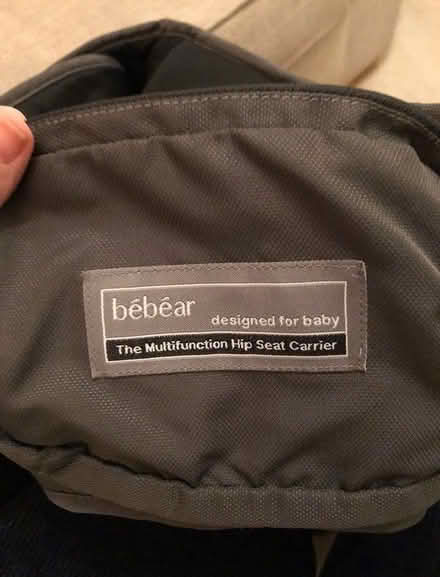 bébéar
designed for baby
The Multifunction Hip Seat Carrier